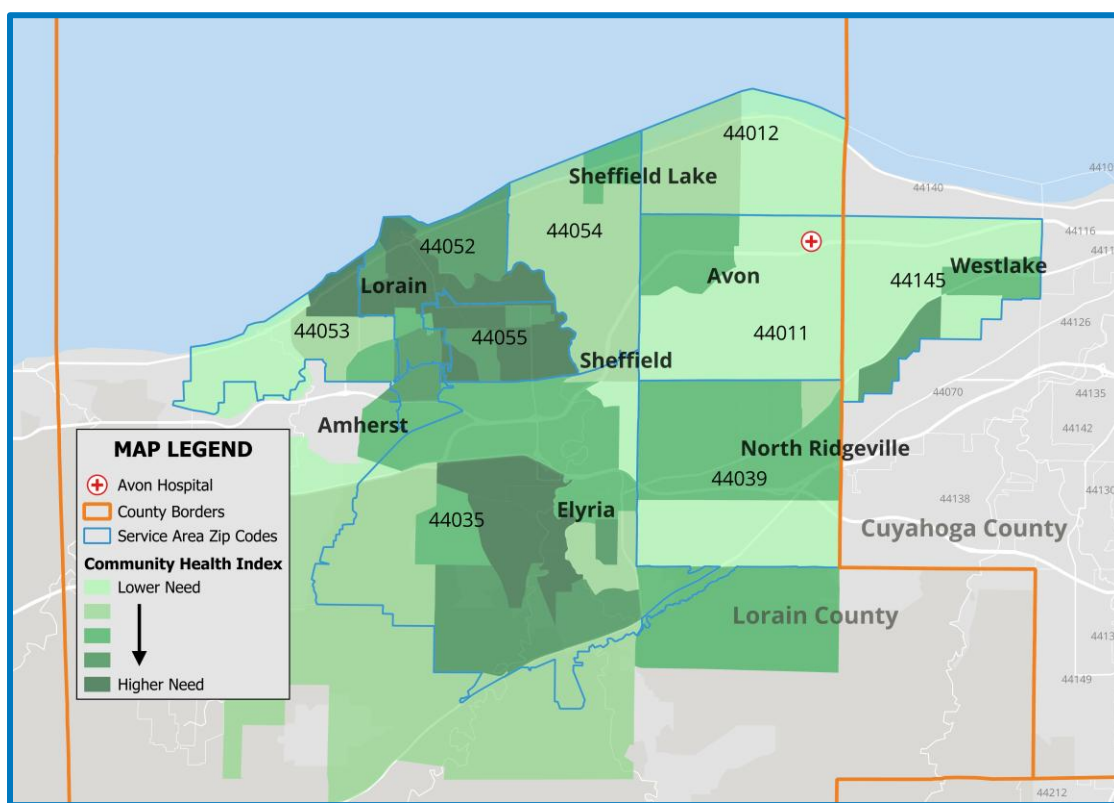 44012
Sheffield Lake
44140
44116
44054
44052
Avon
44145
Westlake
Lorain
44053
44055
44011
44126
Sheffield
44070
44135
Amherst
44142
North Ridgeville
44039
44138
44130
Elyria
44035
Cuyahoga County
Lorain County
44149
44212
MAP LEGEND
Avon Hospital
County Borders
Service Area Zip Codes
Community Health Index
Lower Need
Higher Need